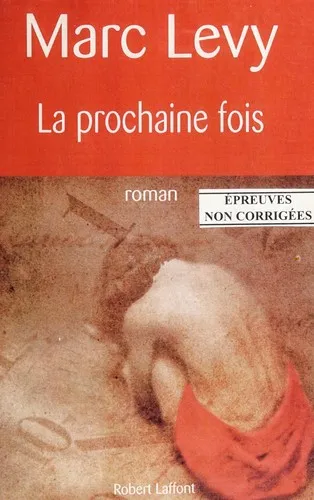 Marc Levy
La prochaine fois
roman
ÉPREUVES
NON CORRIGÉES
Robert Laffont